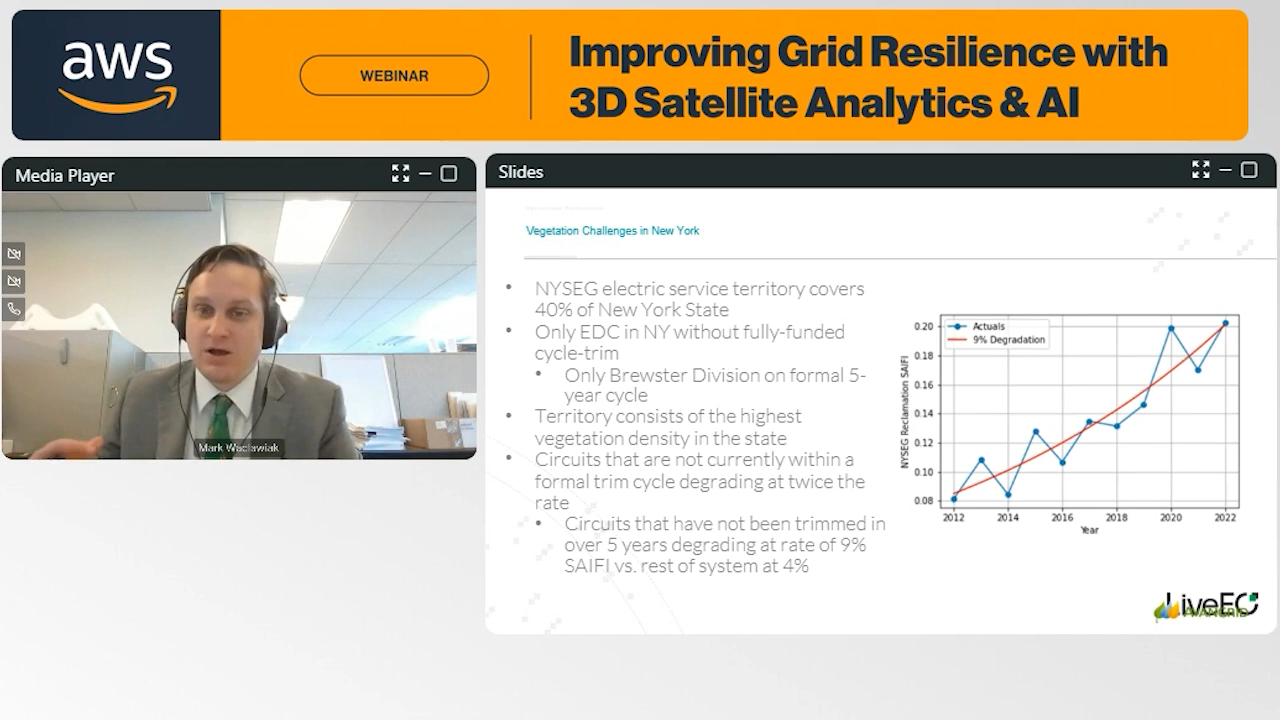 aws
WEBINAR
Improving Grid Resilience with
3D Satellite Analytics & AI
Media Player
Mark Waclawiak
Slides
Vegetation Challenges in New York
• NYSEG electric service territory covers
40% of New York State
• Only EDC in NY without fully-funded
cycle-trim
• Only Brewster Division on formal 5-
year cycle
• Territory consists of the highest
vegetation density in the state
• Circuits that are not currently within a
formal trim cycle degrading at twice the
rate
• Circuits that have not been trimmed in
over 5 years degrading at rate of 9%
SAIFI vs. rest of system at 4%
Actuals
9% Degradation
NYSEG Reclamation SAIFI
0.20
0.18
0.16
0.14
0.12
0.10
0.08
2012 2014 2016 2018 2020 2022
Year
LiveEO
AVANGRID